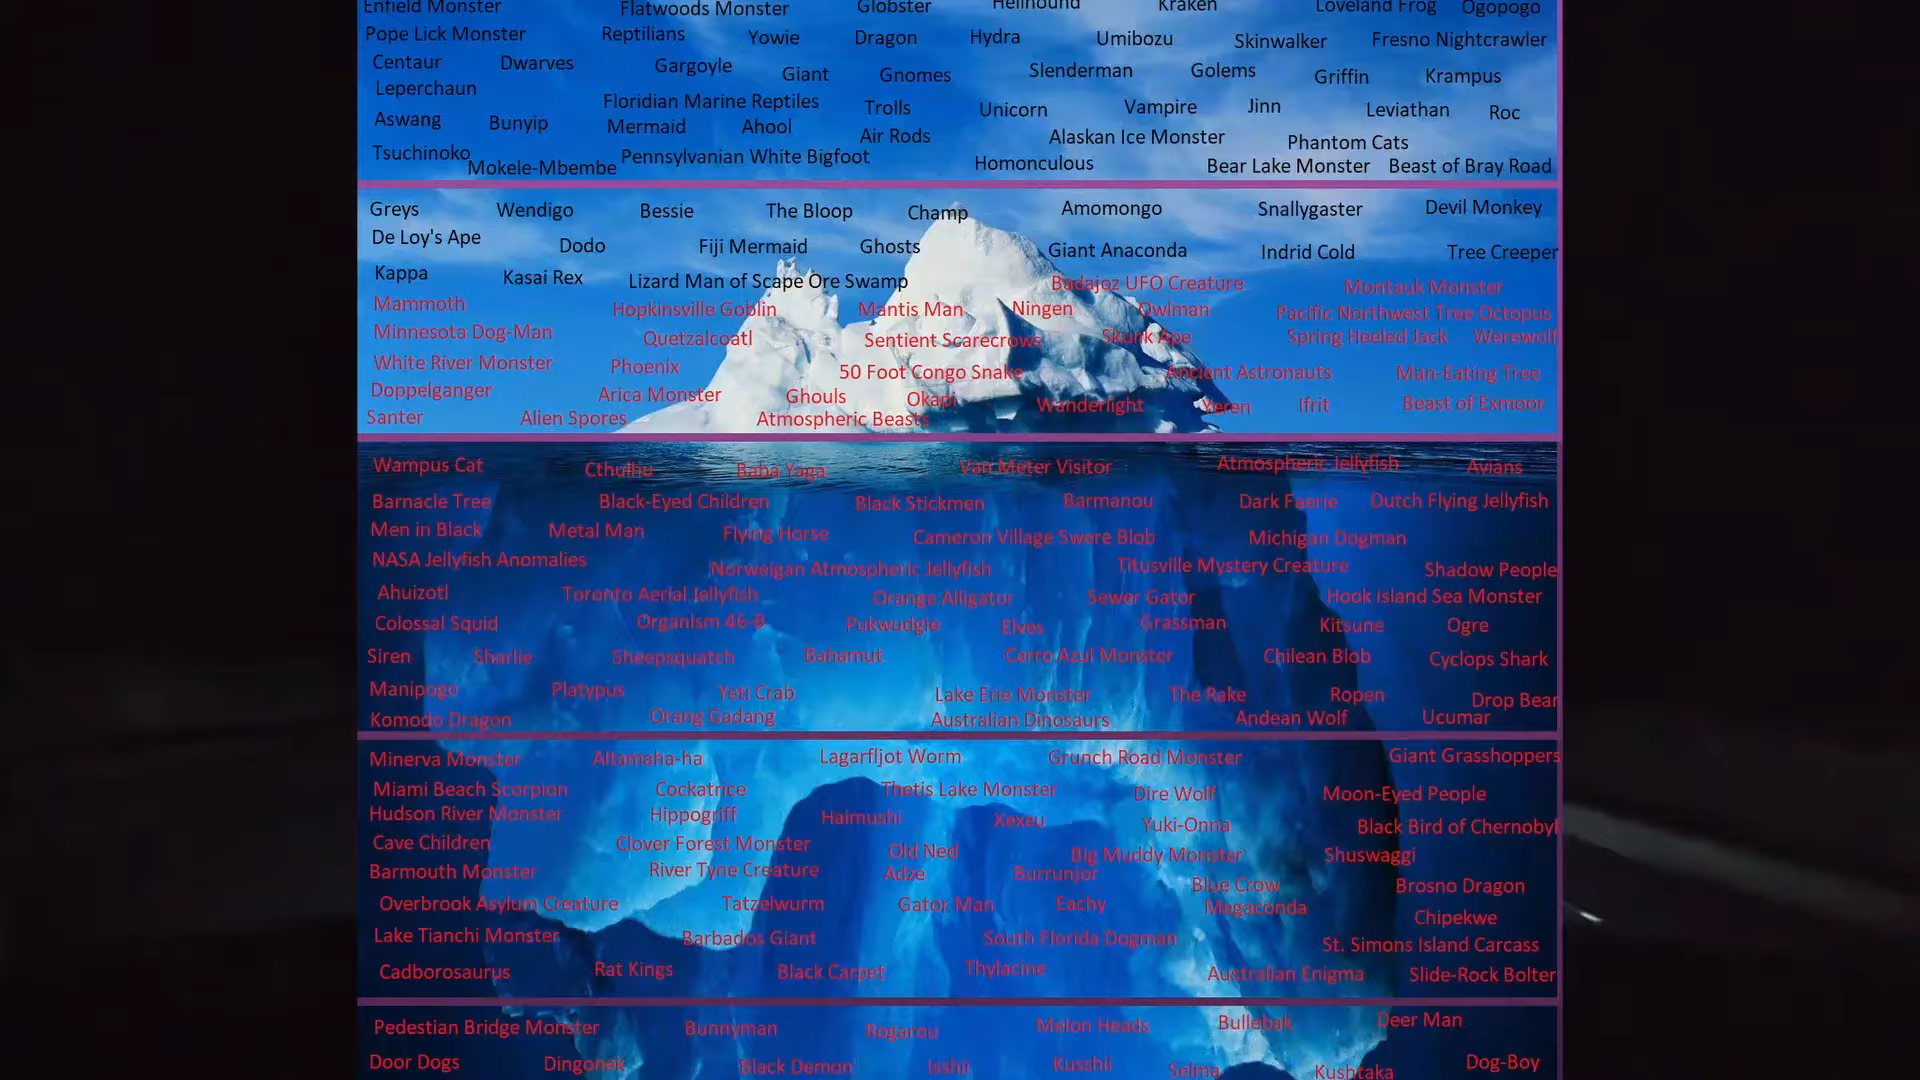 Enfield Monster Flatwoods Monster Globster Hellhound Kraken Loveland Frog Ogopogo
Pope Lick Monster Reptilians Yowie Dragon Hydra Umibozu Skinwalker Fresno Nightcrawler
Centaur Dwarves Gargoyle Giant Gnomes Slenderman Golems Griffin Krampus
Leperchaun Floridian Marine Reptiles Trolls Unicorn Vampire Jinn Leviathan Roc
Aswang Bunyip Mermaid Ahool Air Rods Alaskan Ice Monster Phantom Cats
Tsuchinoko Mokele-Mbembe Pennsylvanian White Bigfoot Homonculous Bear Lake Monster Beast of Bray Road
Greys Wendigo Bessie The Bloop Champ Amomongo Snallygaster Devil Monkey
De Loy's Ape Dodo Fiji Mermaid Ghosts Giant Anaconda Indrid Cold Tree Creeper
Kappa Kasai Rex Lizard Man of Scape Ore Swamp Badajoz UFO Creature Montauk Monster
Mammoth Hopkinsville Goblin Mantis Man Ningen Owlman Pacific Northwest Tree Octopus
Minnesota Dog-Man Quetzalcoatl Sentient Scarecrows Skunk Ape Spring Heeled Jack Werewolf
White River Monster Phoenix 50 Foot Congo Snake Ancient Astronauts Man-Eating Tree
Doppelganger Arica Monster Ghouls Okapi Wanderlight Yeren Ifrit Beast of Exmoor
Santer Alien Spores Atmospheric Beasts
Wampus Cat Cthulhu Baba Yaga Van Meter Visitor Atmospheric Jellyfish Avians
Barnacle Tree Black-Eyed Children Black Stickmen Barmanou Dark Faerie Dutch Flying Jellyfish
Men in Black Metal Man Flying Horse Cameron Village Swere Blob Michigan Dogman
NASA Jellyfish Anomalies Norweigan Atmospheric Jellyfish Titusville Mystery Creature Shadow People
Ahuizotl Toronto Aerial Jellyfish Orange Alligator Sewer Gator Hook Island Sea Monster
Colossal Squid Organism 46-B Pukwudgie Elves Grassman Kitsune Ogre
Siren Sharlie Sheepsquatch Bahamut Cerro Azul Monster Chilean Blob Cyclops Shark
Manipogo Platypus Yeti Crab Lake Erie Monster The Rake Ropen Drop Bear
Komodo Dragon Orang Gadang Australian Dinosaurs Andean Wolf Ucumar
Minerva Monster Altamaha-ha Lagarfljot Worm Grunch Road Monster Giant Grasshoppers
Miami Beach Scorpion Cockatrice Thetis Lake Monster Dire Wolf Moon-Eyed People
Hudson River Monster Hippogriff Haimushi Xexeu Yuki-Onna Black Bird of Chernobyl
Cave Children Clover Forest Monster Old Ned Big Muddy Monster Shuswaggi
Barmouth Monster River Tyne Creature Adze Burrunjor Blue Crow Brosno Dragon
Overbrook Asylum Creature Tatzelwurm Gator Man Eachy Megaconda Chipekwe
Lake Tianchi Monster Barbados Giant South Florida Dogman St. Simons Island Carcass
Cadborosaurus Rat Kings Black Carpet Thylacine Australian Enigma Slide-Rock Bolter
Pedestian Bridge Monster Bunnyman Rogarou Melon Heads Bullebak Deer Man
Door Dogs Dingonek Black Demon Isshii Kusshii Selma Kushtaka Dog-Boy